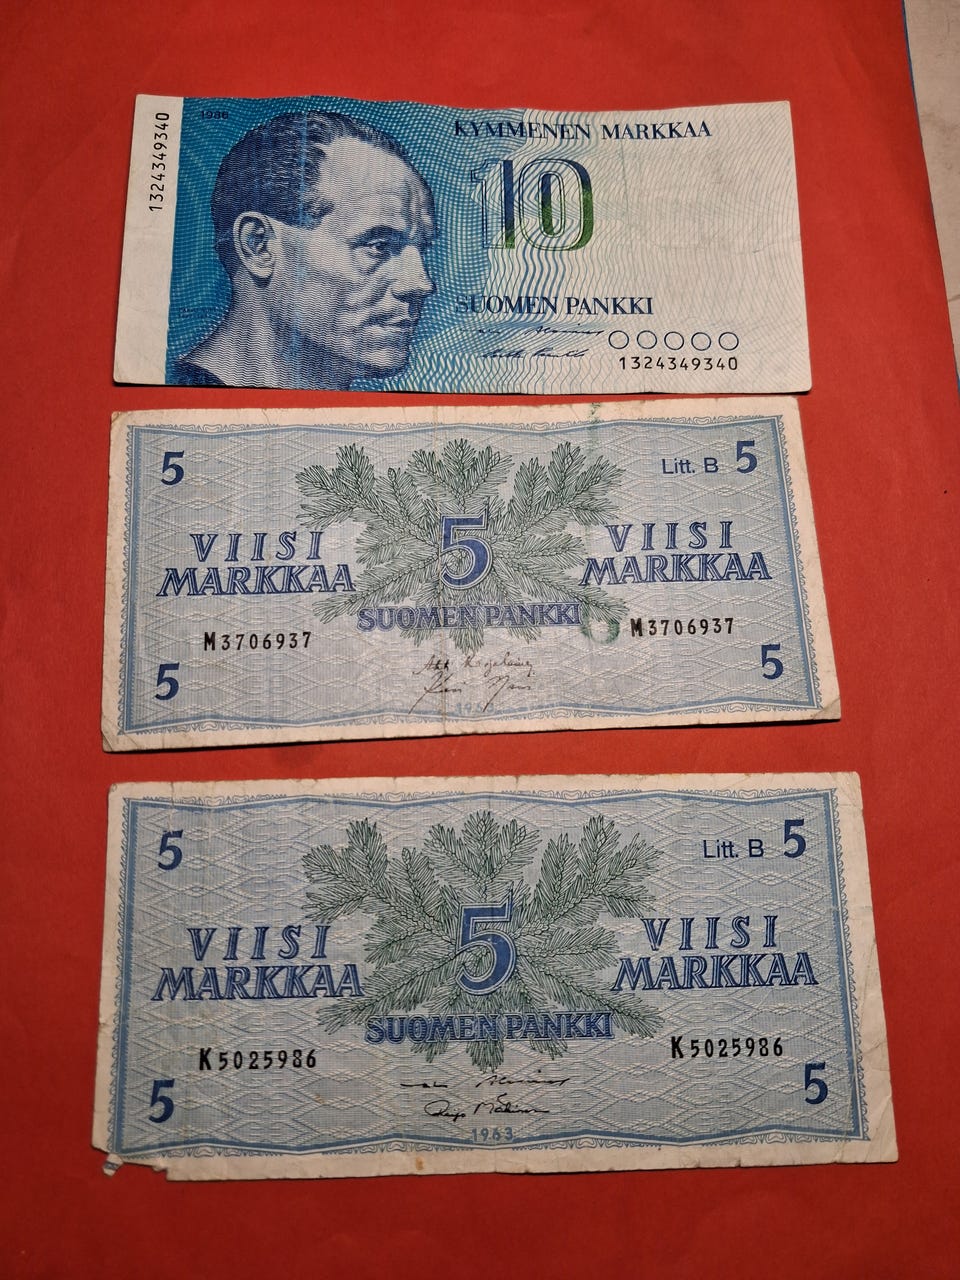 1324349340
1986
KYMMENEN MARKKAA
10
SUOMEN PANKKI
1324349340
5
Litt. B 5
VIISI
MARKKAA
5
VIISI
MARKKAA
SUOMEN PANKKI
M3706937
M3706937
5
5
1963
5
Litt. B 5
VIISI
MARKKAA
5
VIISI
MARKKAA
SUOMEN PANKKI
K5025986
K5025986
5
5
1963